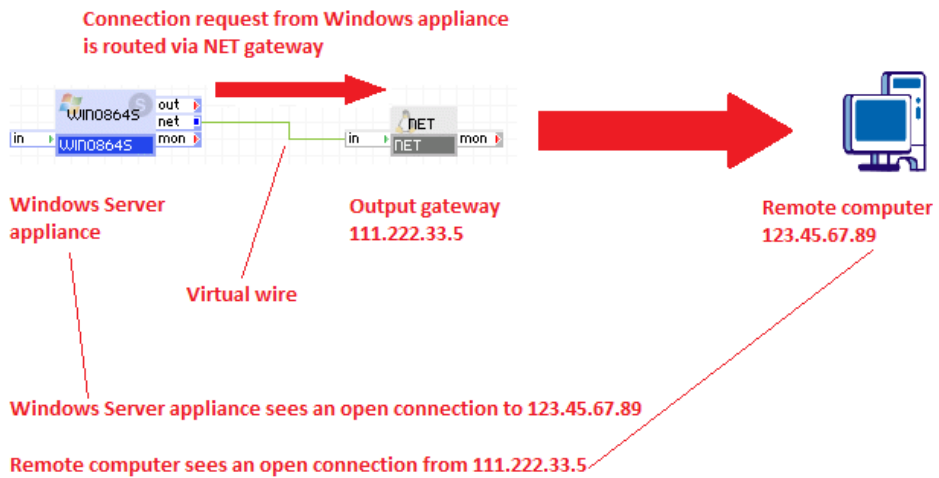 Connection request from Windows appliance
is routed via NET gateway
S
WIN0864S
out
net
in
WIN0864S
mon
NET
in
NET
mon
Windows Server
appliance
Output gateway
111.222.33.5
Remote computer
123.45.67.89
Virtual wire
Windows Server appliance sees an open connection to 123.45.67.89
Remote computer sees an open connection from 111.222.33.5